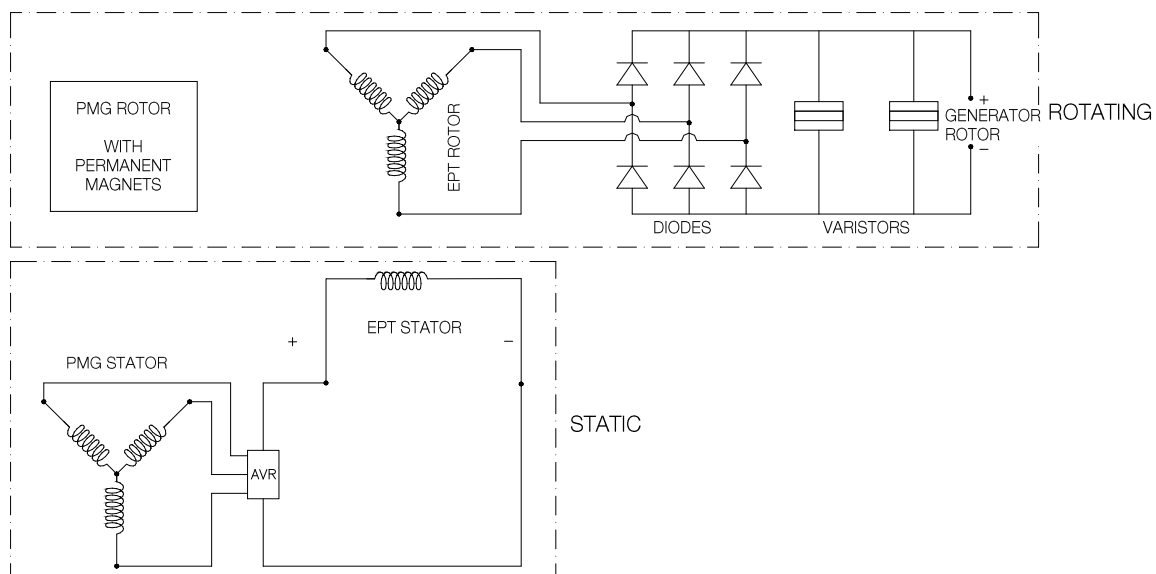 PMG ROTOR
WITH
PERMANENT
MAGNETS
EPT ROTOR
DIODES
VARISTORS
+
GENERATOR
ROTOR
−
ROTATING
EPT STATOR
+
−
PMG STATOR
AVR
STATIC